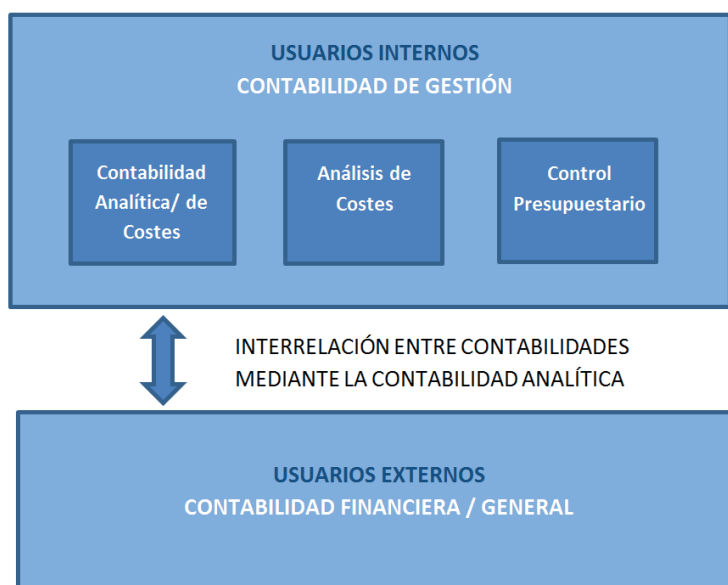 USUARIOS INTERNOS
CONTABILIDAD DE GESTIÓN
Contabilidad
Analítica/ de
Costes
Análisis de
Costes
Control
Presupuestario
INTERRELACIÓN ENTRE CONTABILIDADES
MEDIANTE LA CONTABILIDAD ANALÍTICA
USUARIOS EXTERNOS
CONTABILIDAD FINANCIERA / GENERAL